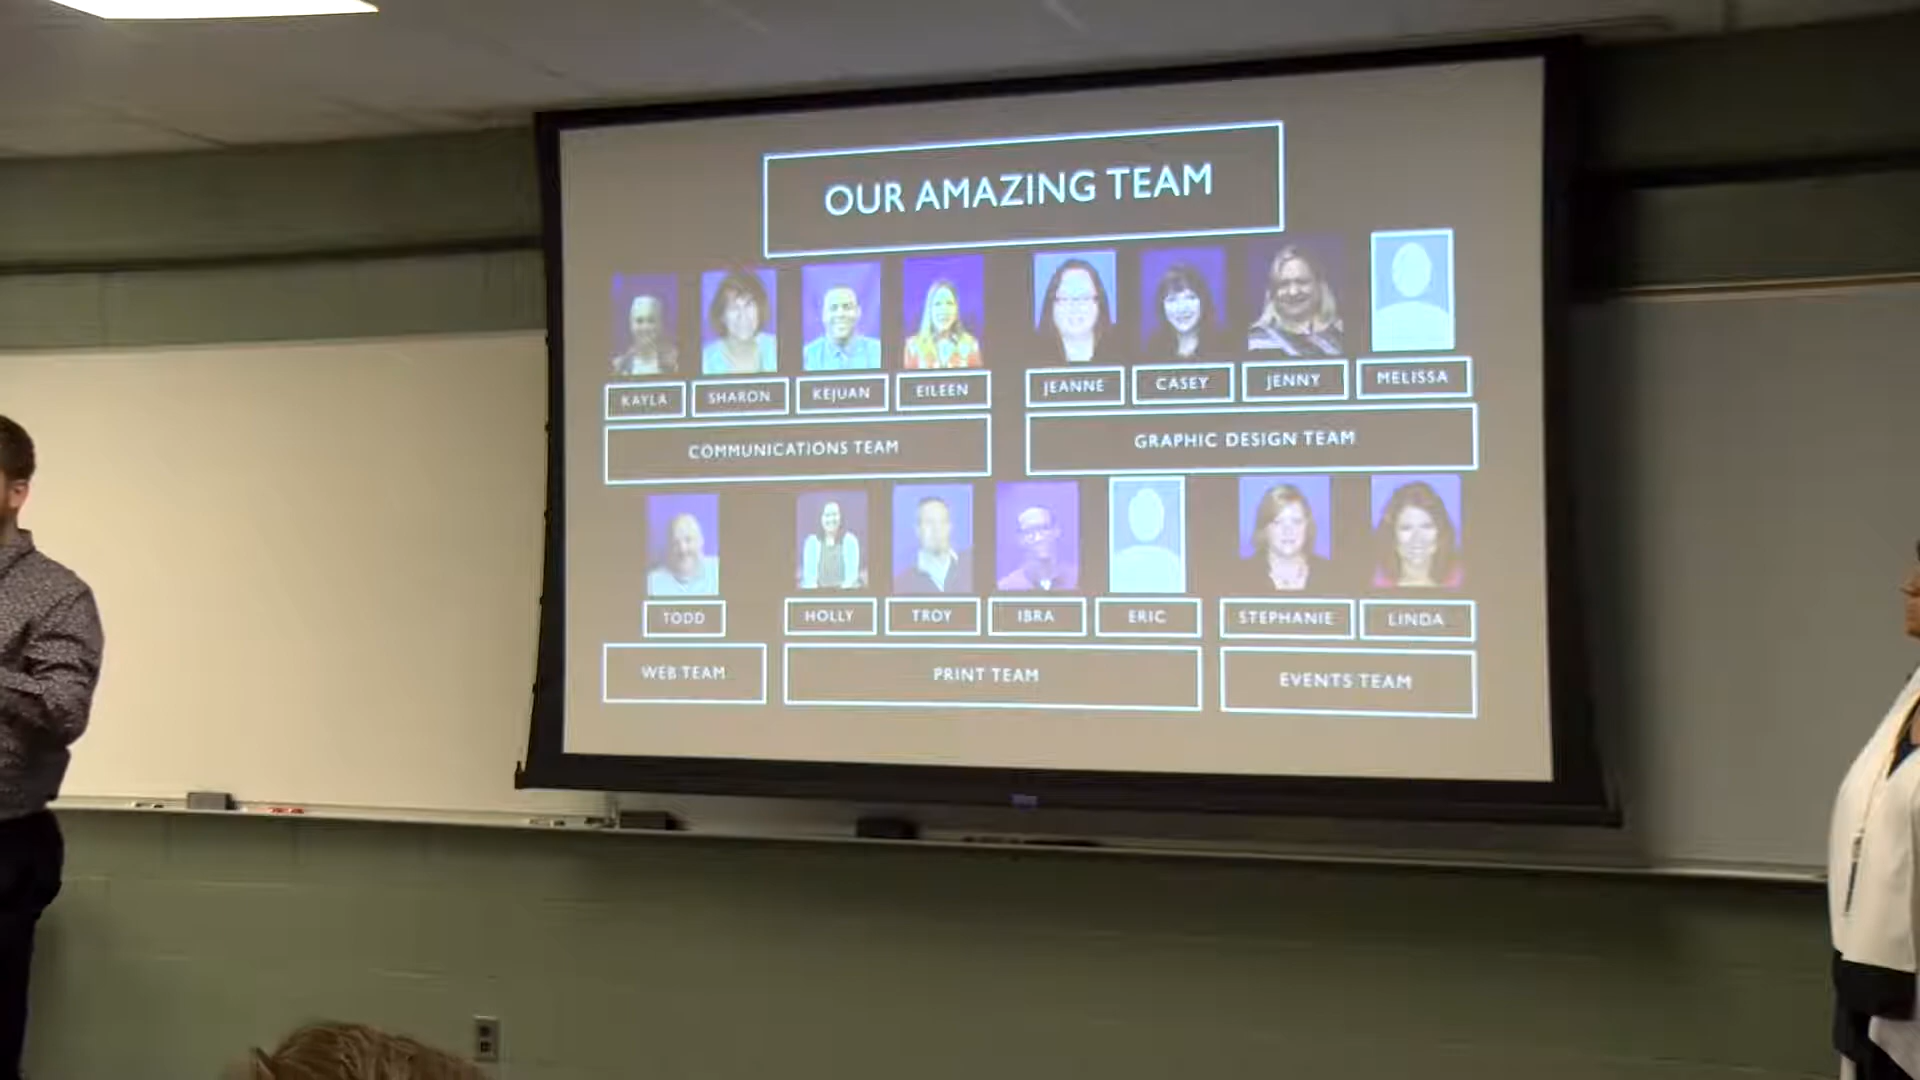 OUR AMAZING TEAM
KAYLA
SHARON
KEJUAN
EILEEN
JEANNE
CASEY
JENNY
MELISSA
COMMUNICATIONS TEAM
GRAPHIC DESIGN TEAM
TODD
HOLLY
TROY
IBRA
ERIC
STEPHANIE
LINDA
WEB TEAM
PRINT TEAM
EVENTS TEAM